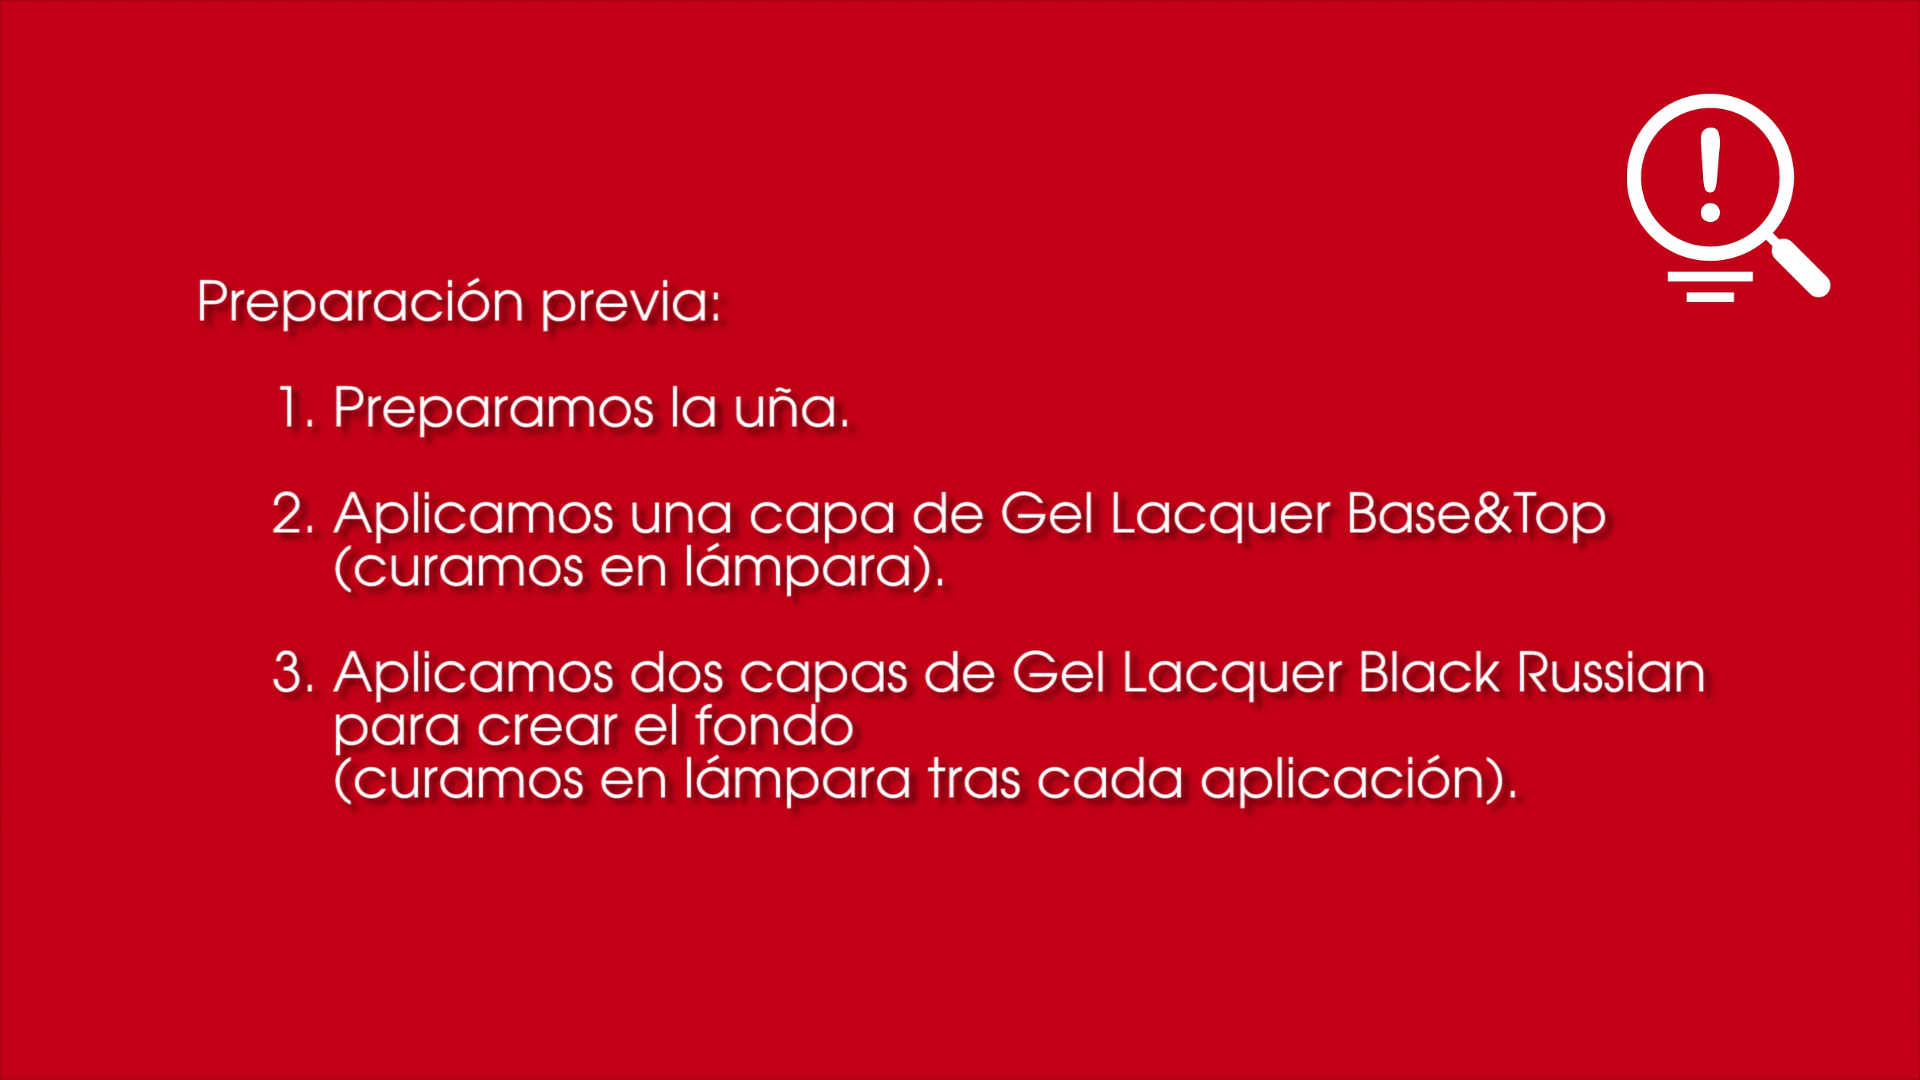 Preparación previa:
1. Preparamos la uña.
2. Aplicamos una capa de Gel Lacquer Base&Top
(curamos en lámpara).
3. Aplicamos dos capas de Gel Lacquer Black Russian
para crear el fondo
(curamos en lámpara tras cada aplicación).